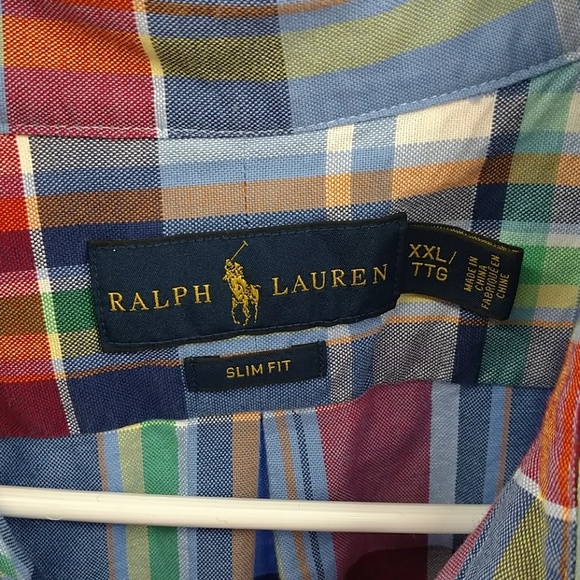 RALPH LAUREN
XXL/
TTG
MADE IN
CHINA
FABRIQUÉ EN
CHINE
SLIM FIT